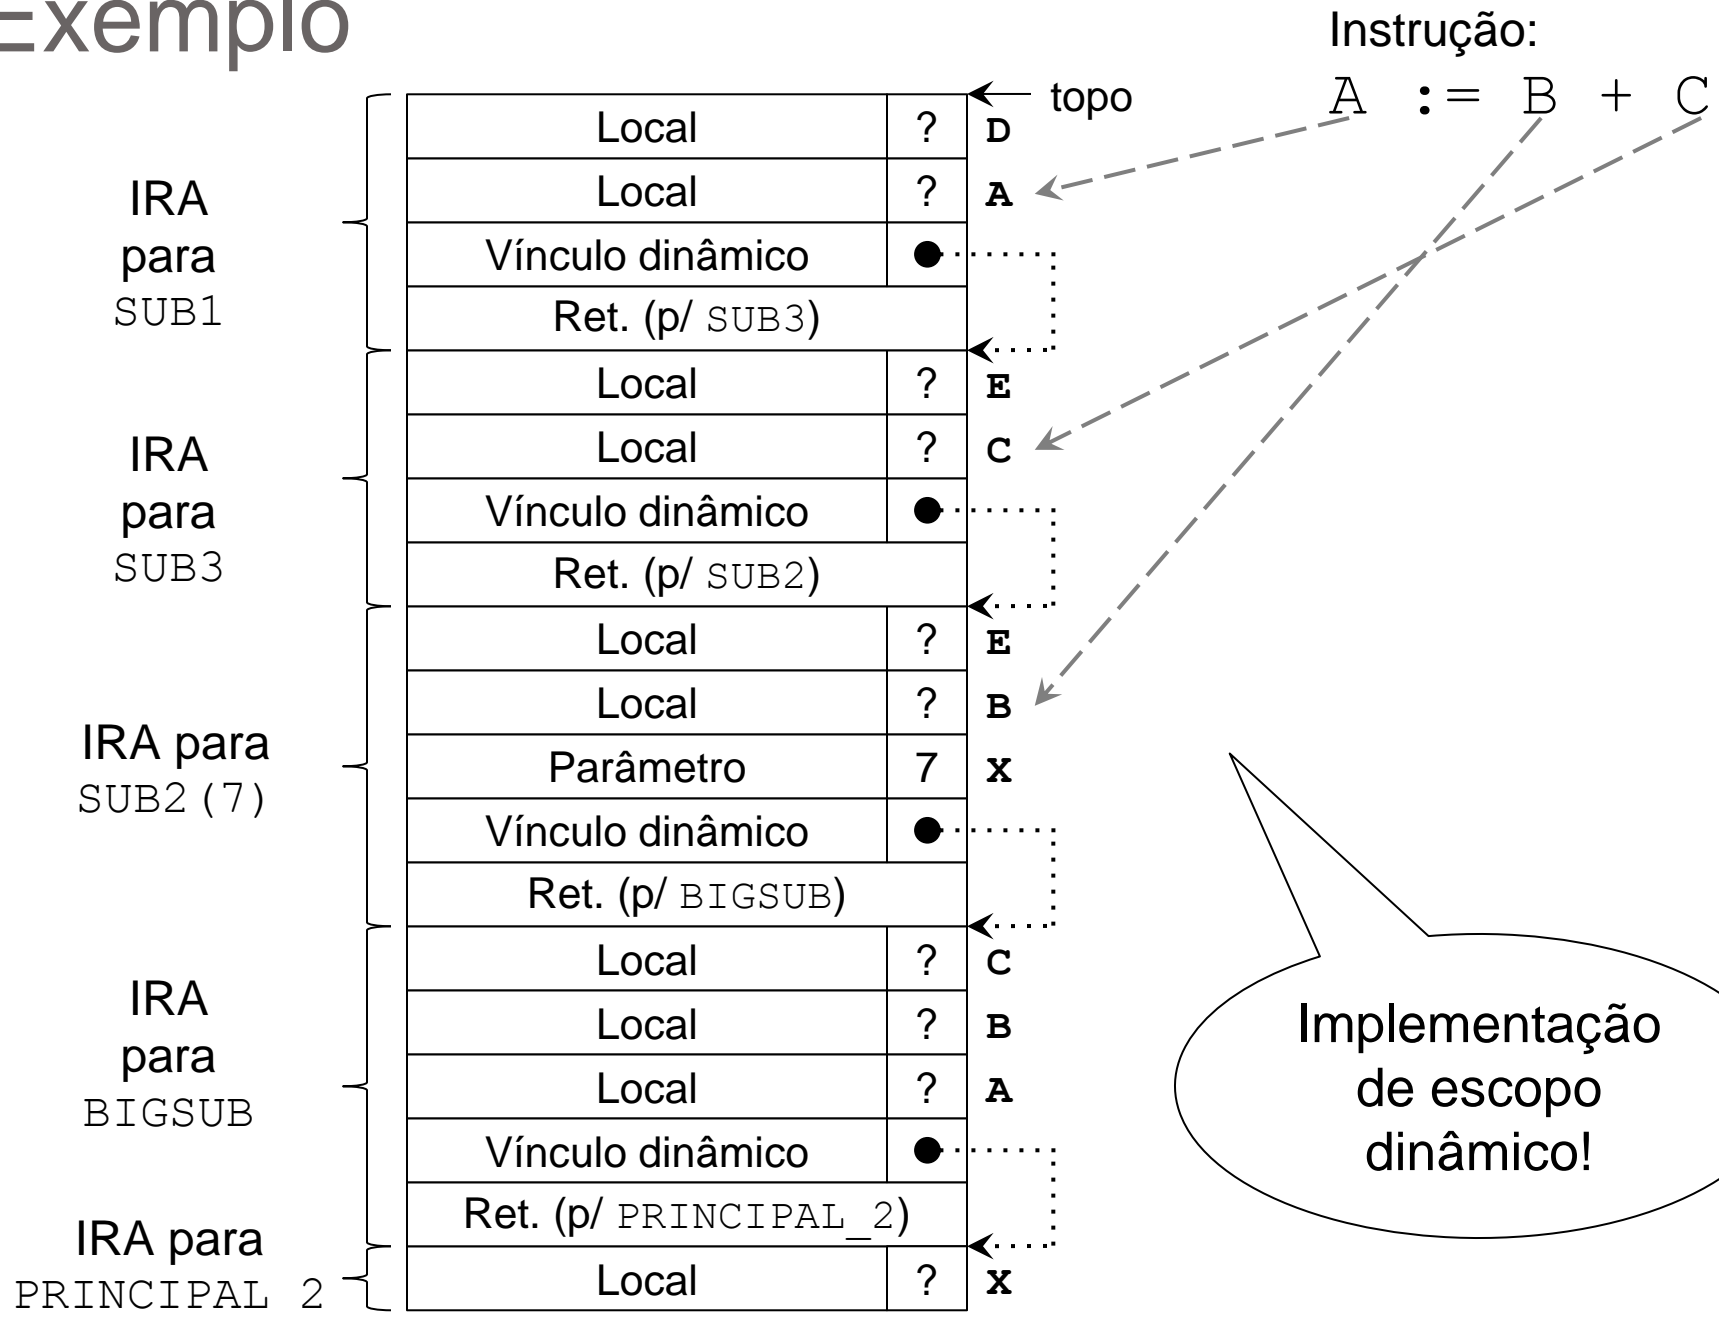 Exemplo
Instrução:
A := B + C
topo
Local ? D
Local ? A
Vínculo dinâmico
Ret. (p/ SUB3)
IRA
para
SUB1
Local ? E
Local ? C
Vínculo dinâmico
Ret. (p/ SUB2)
IRA
para
SUB3
Local ? E
Local ? B
Parâmetro 7 X
Vínculo dinâmico
Ret. (p/ BIGSUB)
IRA para
SUB2(7)
Local ? C
Local ? B
Local ? A
Vínculo dinâmico
Ret. (p/ PRINCIPAL_2)
IRA
para
BIGSUB
Local ? X
IRA para
PRINCIPAL 2
Implementação
de escopo
dinâmico!